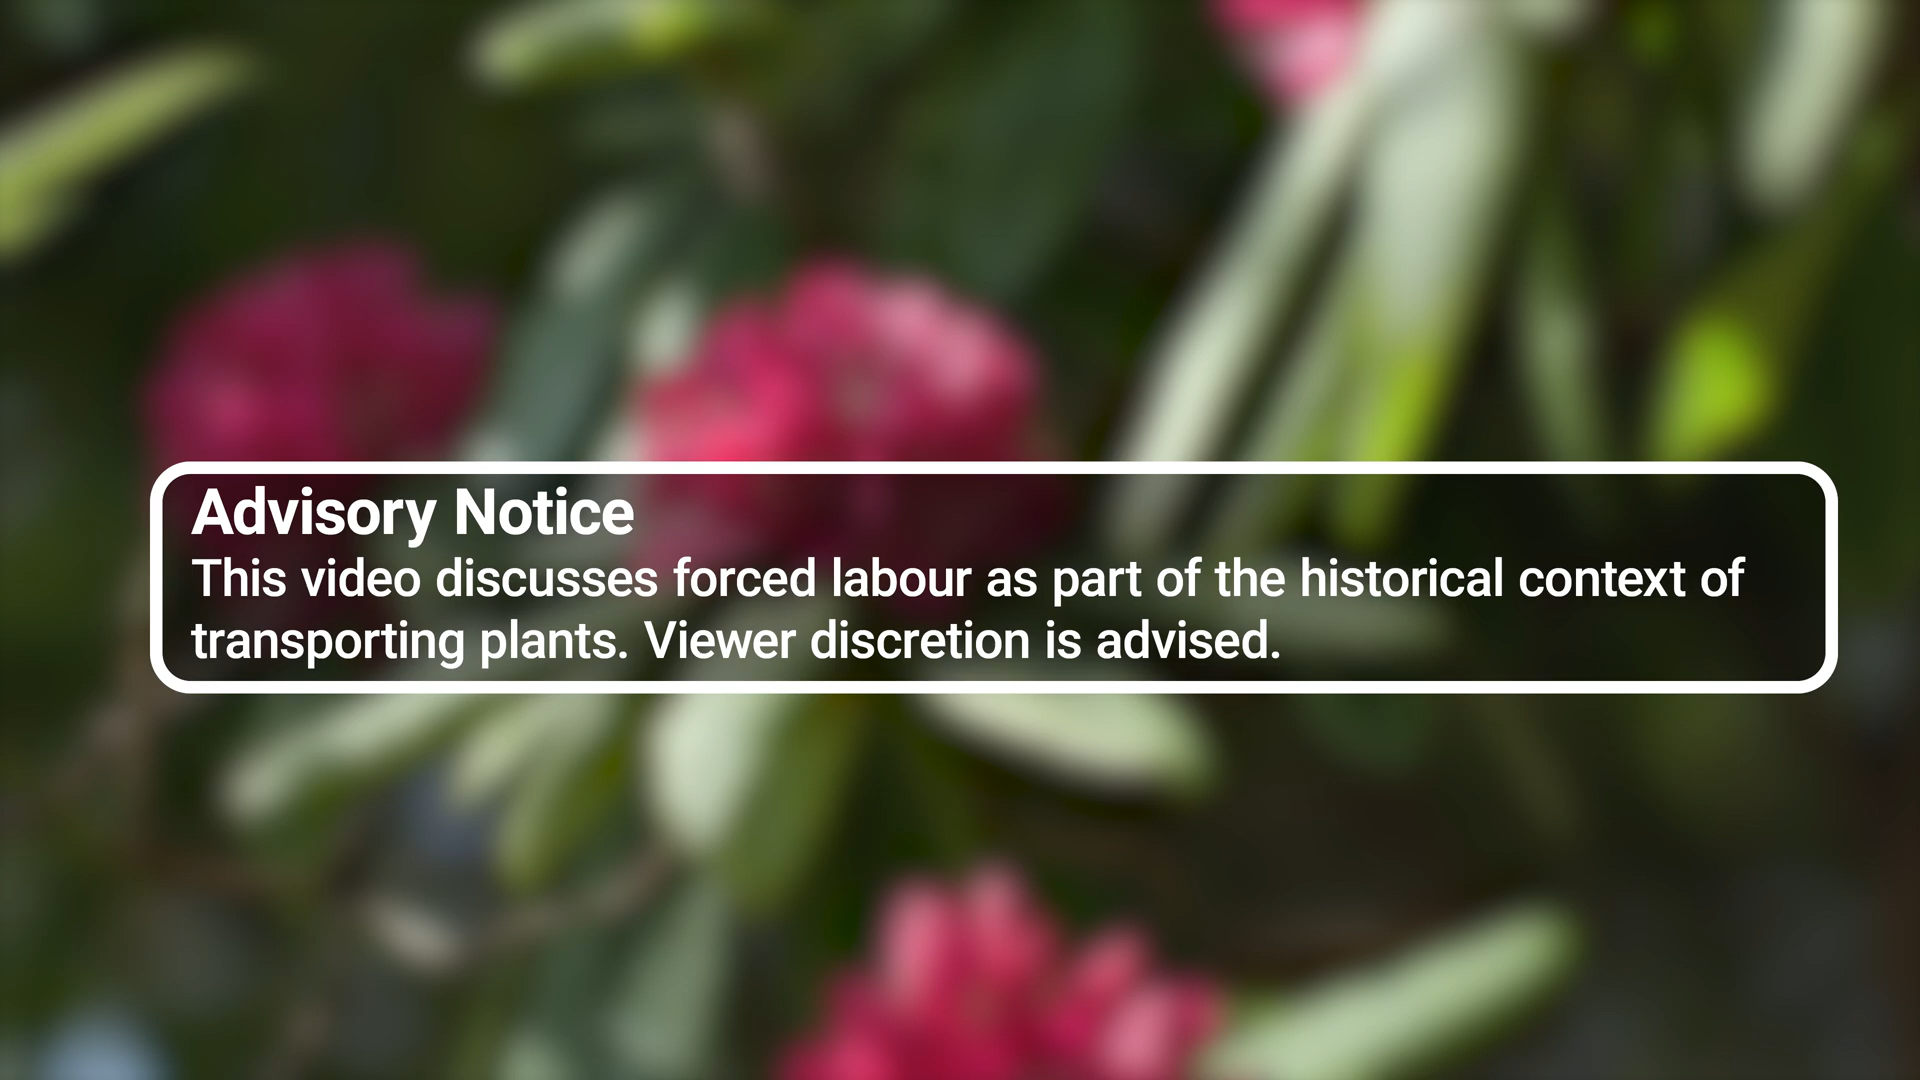 Advisory Notice
This video discusses forced labour as part of the historical context of
transporting plants. Viewer discretion is advised.